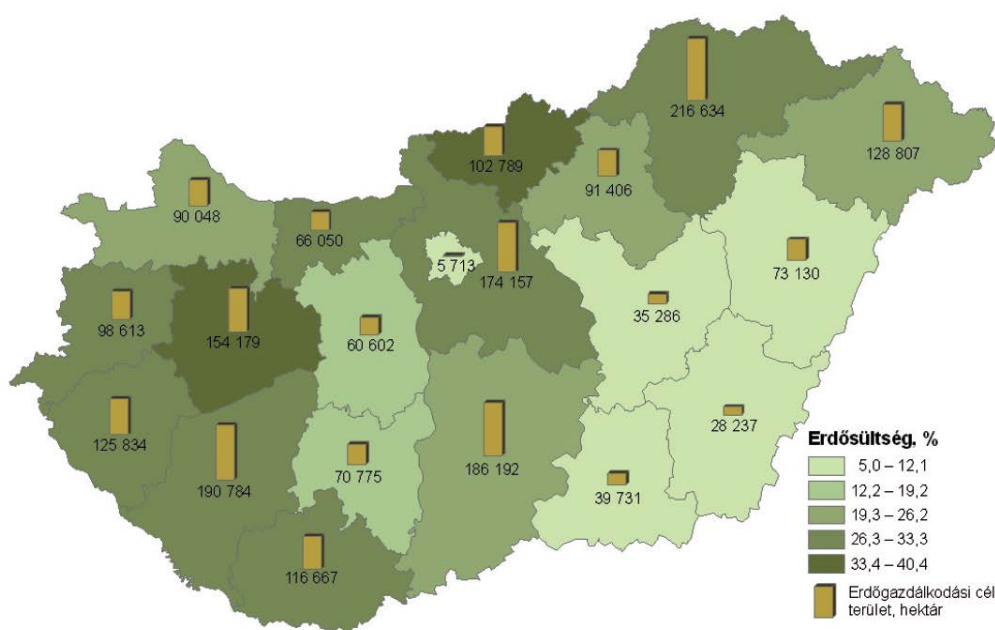 216 634
102 789
128 807
91 406
90 048
66 050
5 713
174 157
73 130
35 286
98 613
154 179
60 602
125 834
190 784
70 775
186 192
28 237
39 731
116 667
Erdősültség, %
5,0 – 12,1
12,2 – 19,2
19,3 – 26,2
26,3 – 33,3
33,4 – 40,4
Erdőgazdálkodási cél
terület, hektár